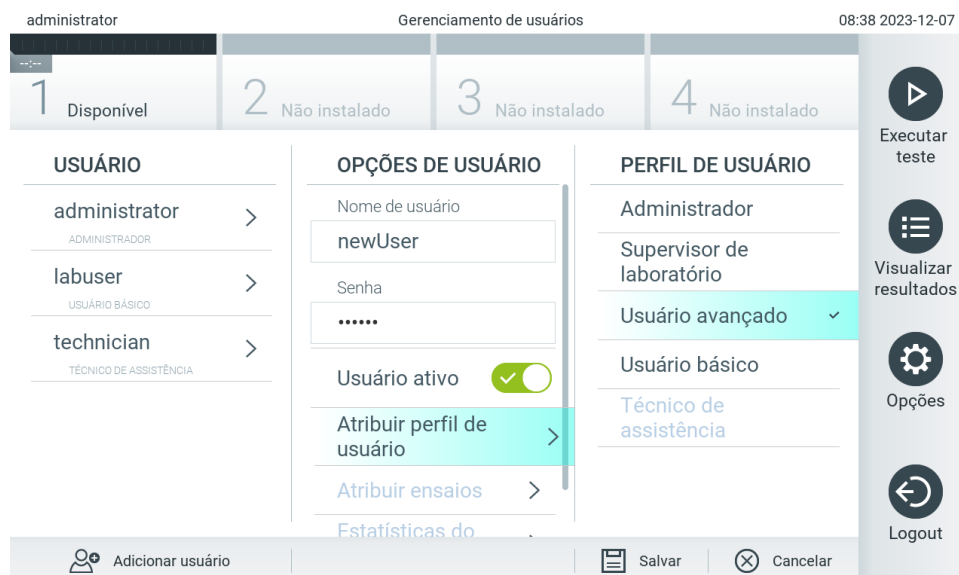 administrator
Gerenciamento de usuários
08:38 2023-12-07
--:--
1 Disponível
2 Não instalado
3 Não instalado
4 Não instalado
USUÁRIO
administrator
ADMINISTRADOR
labuser
USUÁRIO BÁSICO
technician
TÉCNICO DE ASSISTÊNCIA
OPÇÕES DE USUÁRIO
Nome de usuário
newUser
Senha
••••••
Usuário ativo
Atribuir perfil de
usuário
Atribuir ensaios
Estatísticas do
PERFIL DE USUÁRIO
Administrador
Supervisor de
laboratório
Usuário avançado
Usuário básico
Técnico de
assistência
Executar
teste
Visualizar
resultados
Opções
Logout
Adicionar usuário
Salvar
Cancelar